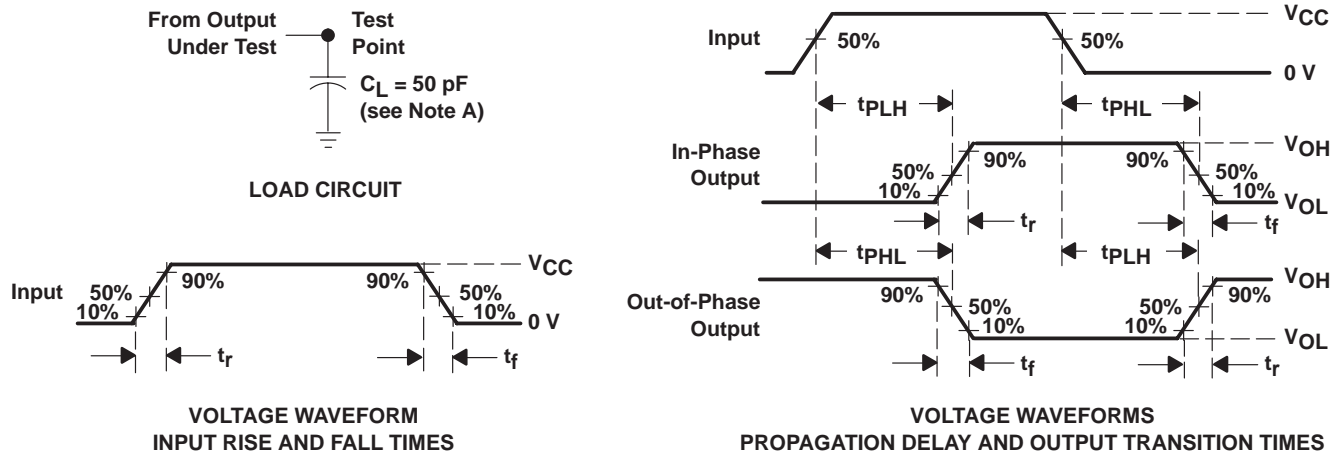 From Output
Under Test
Test
Point
CL = 50 pF
(see Note A)
LOAD CIRCUIT
Input
50%
10%
90%
90%
50%
10%
VCC
0 V
tr
tf
VOLTAGE WAVEFORM
INPUT RISE AND FALL TIMES
Input
50%
50%
VCC
0 V
tPLH
tPHL
In-Phase
Output
50%
10%
90%
90%
50%
10%
VOH
VOL
tr
tf
tPHL
tPLH
Out-of-Phase
Output
90%
50%
10%
50%
10%
90%
VOH
VOL
tf
tr
VOLTAGE WAVEFORMS
PROPAGATION DELAY AND OUTPUT TRANSITION TIMES